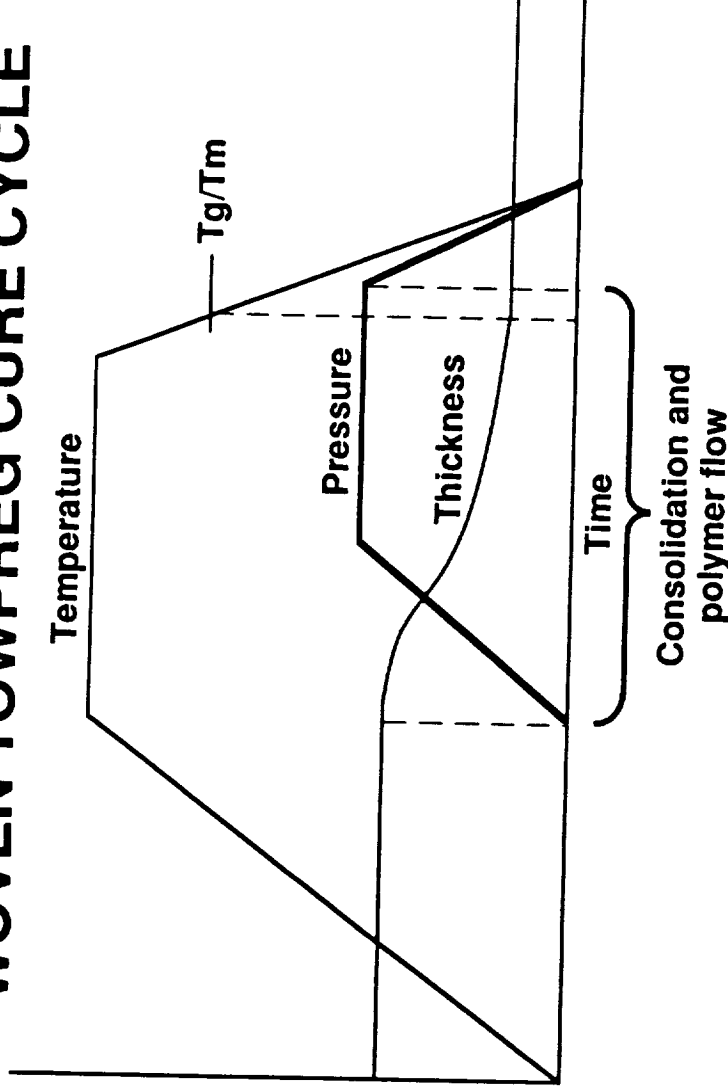 WOVEN TOWPREG CURE CYCLE
Temperature
Tg/Tm
Pressure
Thickness
Time
Consolidation and
polymer flow